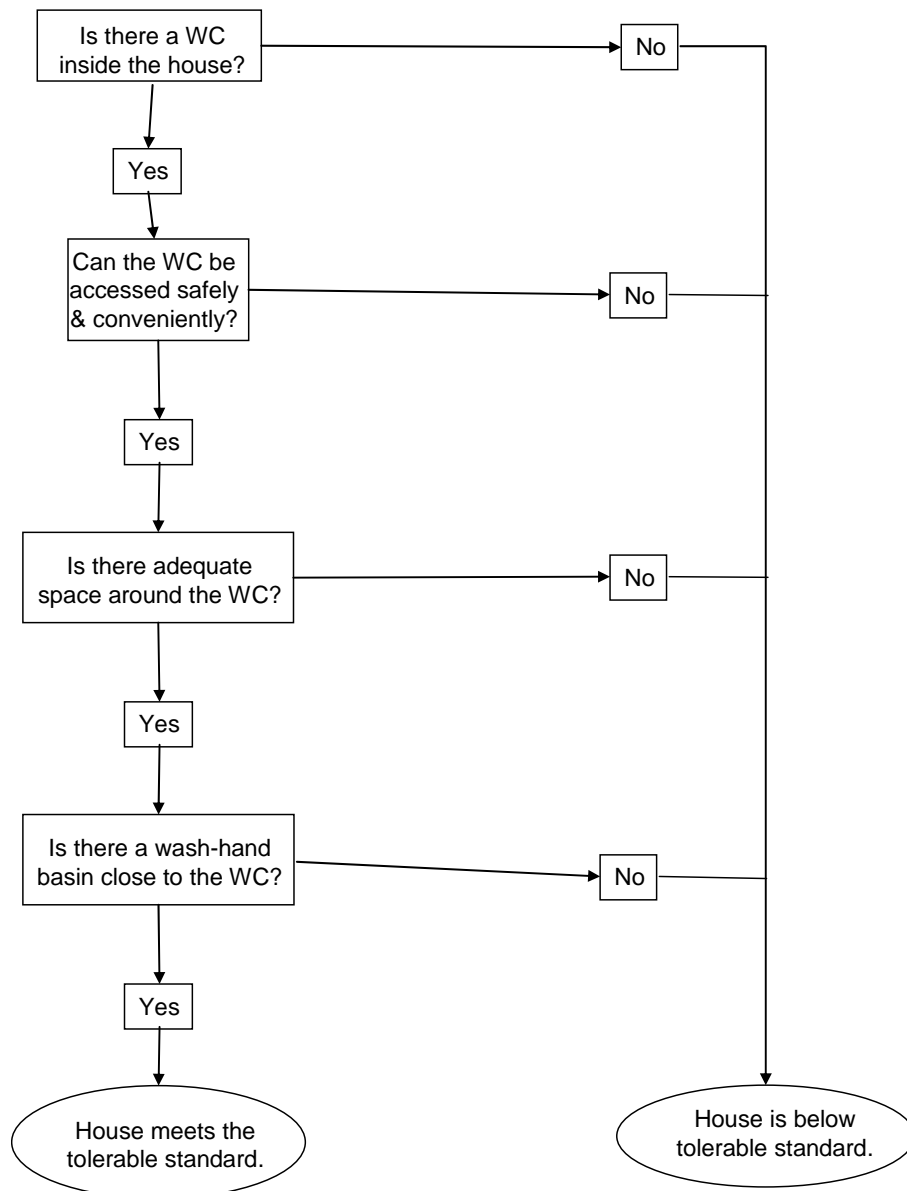 Is there a WC
inside the house?
No
Yes
Can the WC be
accessed safely
& conveniently?
No
Yes
Is there adequate
space around the WC?
No
Yes
Is there a wash-hand
basin close to the WC?
No
Yes
House meets the
tolerable standard.
House is below
tolerable standard.